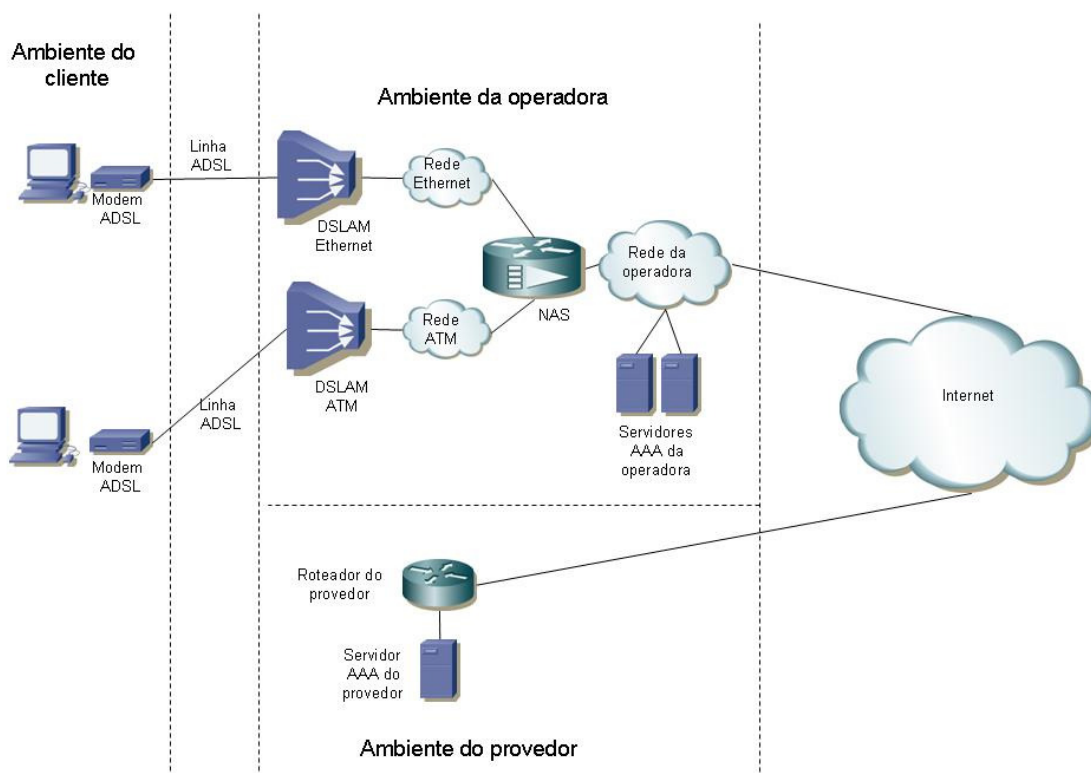 Ambiente do
cliente
Ambiente da operadora
Linha
ADSL
Rede
Ethernet
Modem
ADSL
DSLAM
Ethernet
Rede da
operadora
NAS
Rede
ATM
DSLAM
ATM
Linha
ADSL
Internet
Servidores
AAA da
operadora
Modem
ADSL
Roteador do
provedor
Servidor
AAA do
provedor
Ambiente do provedor